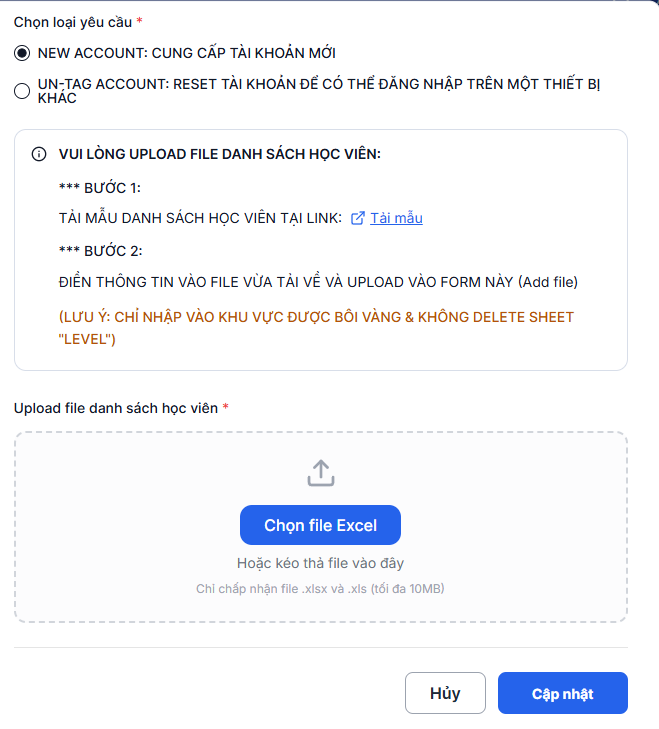 Chọn loại yêu cầu *
NEW ACCOUNT: CUNG CẤP TÀI KHOẢN MỚI
UN-TAG ACCOUNT: RESET TÀI KHOẢN ĐỂ CÓ THỂ ĐĂNG NHẬP TRÊN MỘT THIẾT BỊ
KHÁC
VUI LÒNG UPLOAD FILE DANH SÁCH HỌC VIÊN:
*** BƯỚC 1:
TẢI MẪU DANH SÁCH HỌC VIÊN TẠI LINK: Tải mẫu
*** BƯỚC 2:
ĐIỀN THÔNG TIN VÀO FILE VỪA TẢI VỀ VÀ UPLOAD VÀO FORM NÀY (Add file)
(LƯU Ý: CHỈ NHẬP VÀO KHU VỰC ĐƯỢC BÔI VÀNG & KHÔNG DELETE SHEET
"LEVEL")
Upload file danh sách học viên *
Chọn file Excel
Hoặc kéo thả file vào đây
Chỉ chấp nhận file .xlsx và .xls (tối đa 10MB)
Hủy
Cập nhật